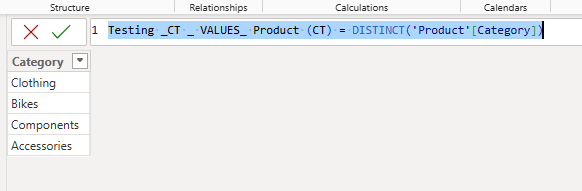 Structure Relationships Calculations Calendars
1 Testing _CT _ VALUES_ Product (CT) = DISTINCT('Product'[Category])
Category
Clothing
Bikes
Components
Accessories